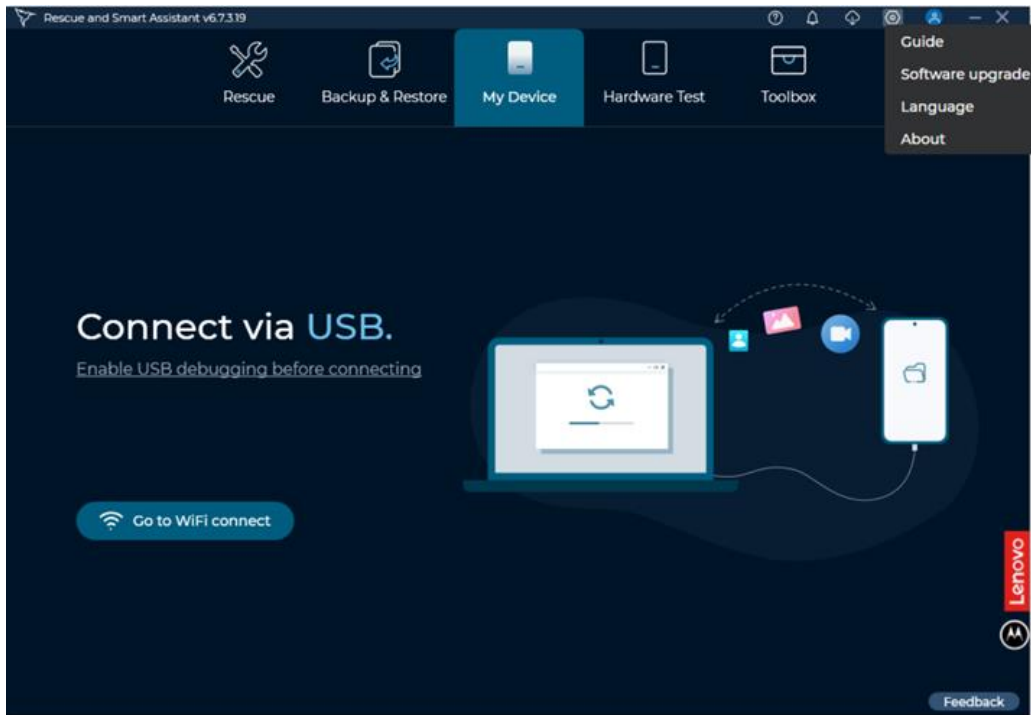 Rescue and Smart Assistant v6.7.3.19
Guide
Software upgrade
Language
About
Rescue
Backup & Restore
My Device
Hardware Test
Toolbox
Connect via USB.
Enable USB debugging before connecting
Go to WiFi connect
Lenovo
Feedback